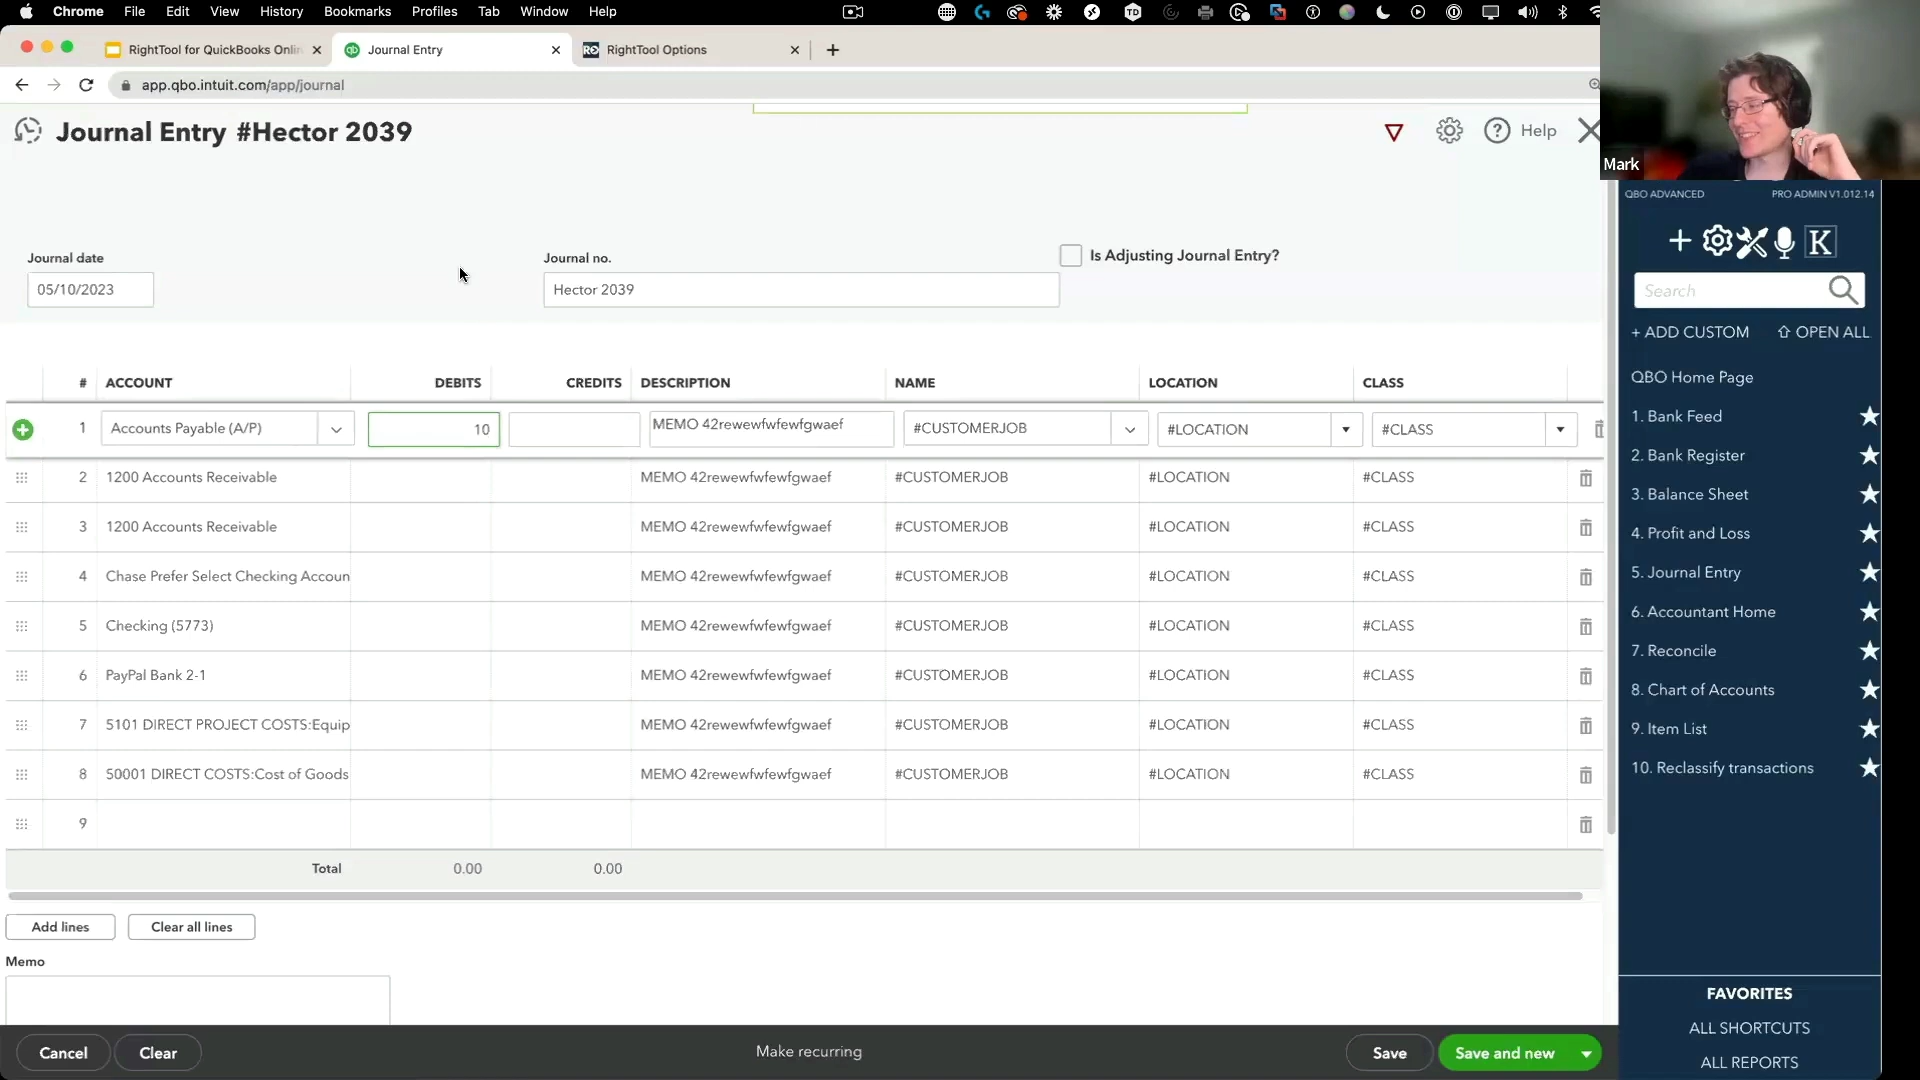 Chrome File Edit View History Bookmarks Profiles Tab Window Help
RightTool for QuickBooks Onlin
Journal Entry
RightTool Options
app.qbo.intuit.com/app/journal
Mark
Journal Entry #Hector 2039
Help
QBO ADVANCED PRO ADMIN V1.012.14
K
Journal date
05/10/2023
Journal no.
Hector 2039
Is Adjusting Journal Entry?
Search
+ ADD CUSTOM OPEN ALL
# ACCOUNT DEBITS CREDITS DESCRIPTION NAME LOCATION CLASS
1 Accounts Payable (A/P) 10 MEMO 42rewewfwfewfgwaef #CUSTOMERJOB #LOCATION #CLASS
2 1200 Accounts Receivable MEMO 42rewewfwfewfgwaef #CUSTOMERJOB #LOCATION #CLASS
3 1200 Accounts Receivable MEMO 42rewewfwfewfgwaef #CUSTOMERJOB #LOCATION #CLASS
4 Chase Prefer Select Checking Accoun MEMO 42rewewfwfewfgwaef #CUSTOMERJOB #LOCATION #CLASS
5 Checking (5773) MEMO 42rewewfwfewfgwaef #CUSTOMERJOB #LOCATION #CLASS
6 PayPal Bank 2-1 MEMO 42rewewfwfewfgwaef #CUSTOMERJOB #LOCATION #CLASS
7 5101 DIRECT PROJECT COSTS:Equip MEMO 42rewewfwfewfgwaef #CUSTOMERJOB #LOCATION #CLASS
8 50001 DIRECT COSTS:Cost of Goods MEMO 42rewewfwfewfgwaef #CUSTOMERJOB #LOCATION #CLASS
9
Total 0.00 0.00
Add lines Clear all lines
Memo
Cancel Clear Make recurring Save Save and new
QBO Home Page
1. Bank Feed
2. Bank Register
3. Balance Sheet
4. Profit and Loss
5. Journal Entry
6. Accountant Home
7. Reconcile
8. Chart of Accounts
9. Item List
10. Reclassify transactions
FAVORITES
ALL SHORTCUTS
ALL REPORTS